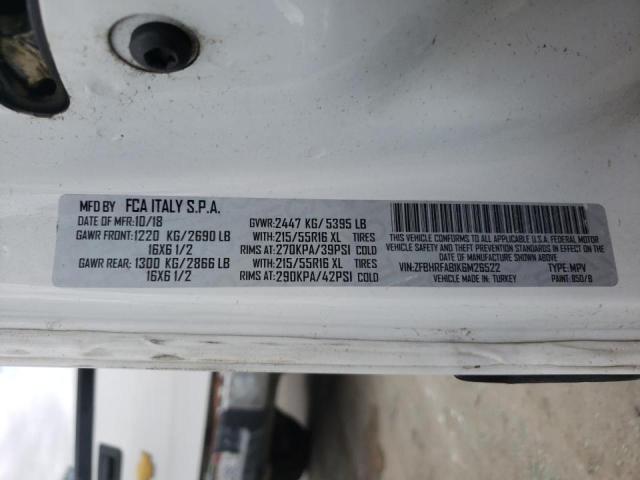 MFD BY FCA ITALY S.P.A.
DATE OF MFR:10/18 GVWR:2447 KG/5395 LB
GAWR FRONT:1220 KG/2690 LB WITH:215/55R16 XL TIRES
16X6 1/2 RIMS AT:270KPA/39PSI COLD
GAWR REAR:1300 KG/2866 LB WITH:215/55R16 XL TIRES
16X6 1/2 RIMS AT:290KPA/42PSI COLD
THIS VEHICLE CONFORMS TO ALL APPLICABLE U.S.A. FEDERAL MOTOR
VEHICLE SAFETY, BUMPER, AND THEFT PREVENTION STANDARDS IN EFFECT
ON THE DATE OF MANUFACTURE SHOWN ABOVE.
VIN:ZFBHRFAB1K6M26522 TYPE: MPV
VEHICLE MADE IN: TURKEY PAINT: 850/B